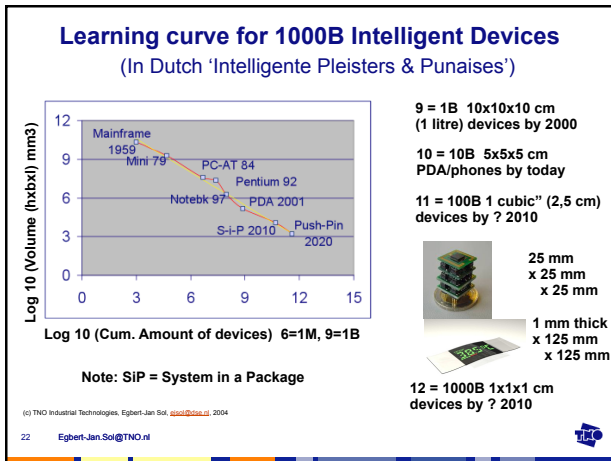 Learning curve for 1000B Intelligent Devices
(In Dutch ‘Intelligente Pleisters & Punaises’)
Log 10 (Volume (hxbxl) mm3)
12
9
6
3
0
0 3 6 9 12 15
Mainframe
1959
Mini 79
PC-AT 84
Pentium 92
Notebk 97
PDA 2001
S-i-P 2010
Push-Pin
2020
Log 10 (Cum. Amount of devices) 6=1M, 9=1B
Note: SiP = System in a Package
9 = 1B 10x10x10 cm
(1 litre) devices by 2000
10 = 10B 5x5x5 cm
PDA/phones by today
11 = 100B 1 cubic” (2,5 cm)
devices by ? 2010
25 mm
x 25 mm
x 25 mm
1 mm thick
x 125 mm
x 125 mm
12 = 1000B 1x1x1 cm
devices by ? 2010
(c) TNO Industrial Technologies, Egbert-Jan Sol, ejsol@dse.nl, 2004
22 Egbert-Jan.Sol@TNO.nl
TNO